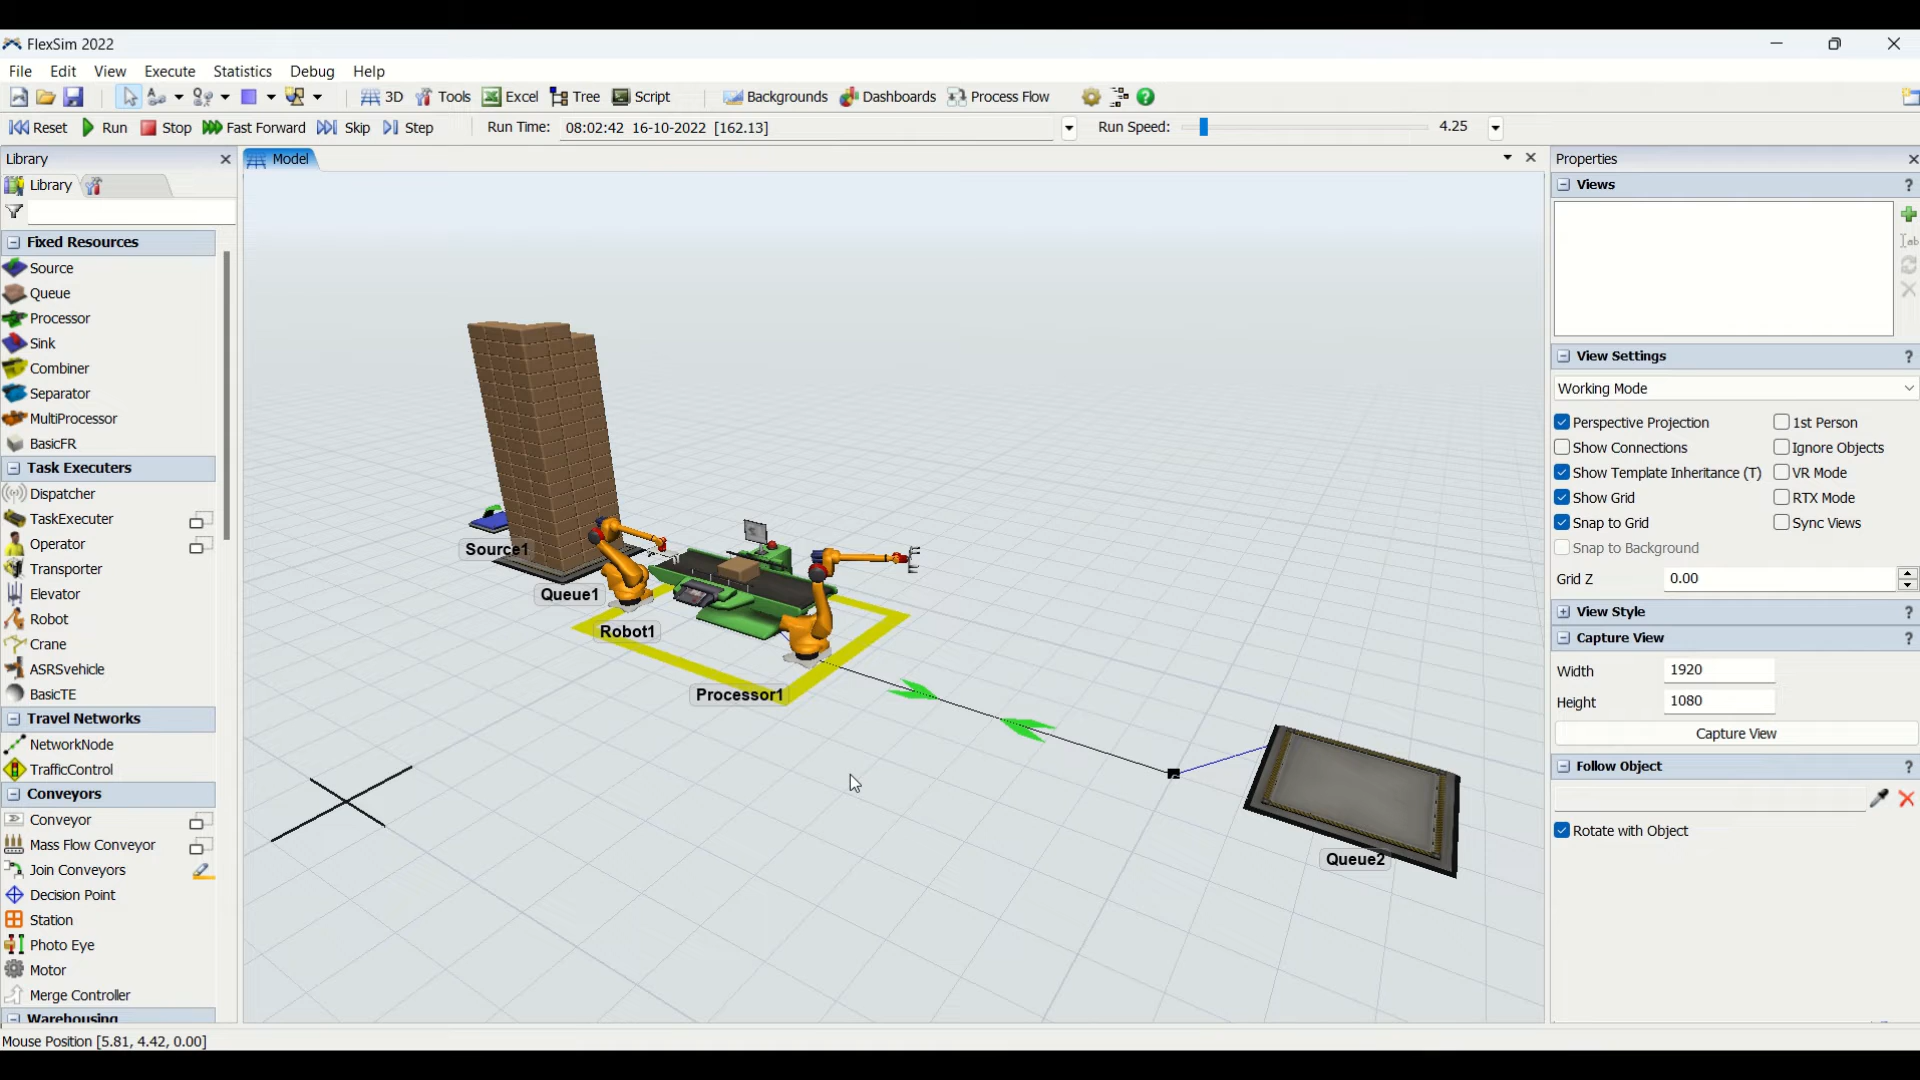 FlexSim 2022
File Edit View Execute Statistics Debug Help
A 3D Tools Excel Tree Script Backgrounds Dashboards Process Flow
Reset Run Stop Fast Forward Skip Step Run Time: 08:02:42 16-10-2022 [162.13] Run Speed: 4.25
Library
Library
Fixed Resources
Source
Queue
Processor
Sink
Combiner
Separator
MultiProcessor
BasicFR
Task Executers
Dispatcher
TaskExecuter
Operator
Transporter
Elevator
Robot
Crane
ASRSvehicle
BasicTE
Travel Networks
NetworkNode
TrafficControl
Conveyors
Conveyor
Mass Flow Conveyor
Join Conveyors
Decision Point
Station
Photo Eye
Motor
Merge Controller
Warehousing
Mouse Position [5.81, 4.42, 0.00]
Model
Source1
Queue1
Robot1
Processor1
Queue2
Properties
Views ?
View Settings ?
Working Mode
Perspective Projection 1st Person
Show Connections Ignore Objects
Show Template Inheritance (T) VR Mode
Show Grid RTX Mode
Snap to Grid Sync Views
Snap to Background
Grid Z 0.00
View Style ?
Capture View ?
Width 1920
Height 1080
Capture View
Follow Object ?
Rotate with Object